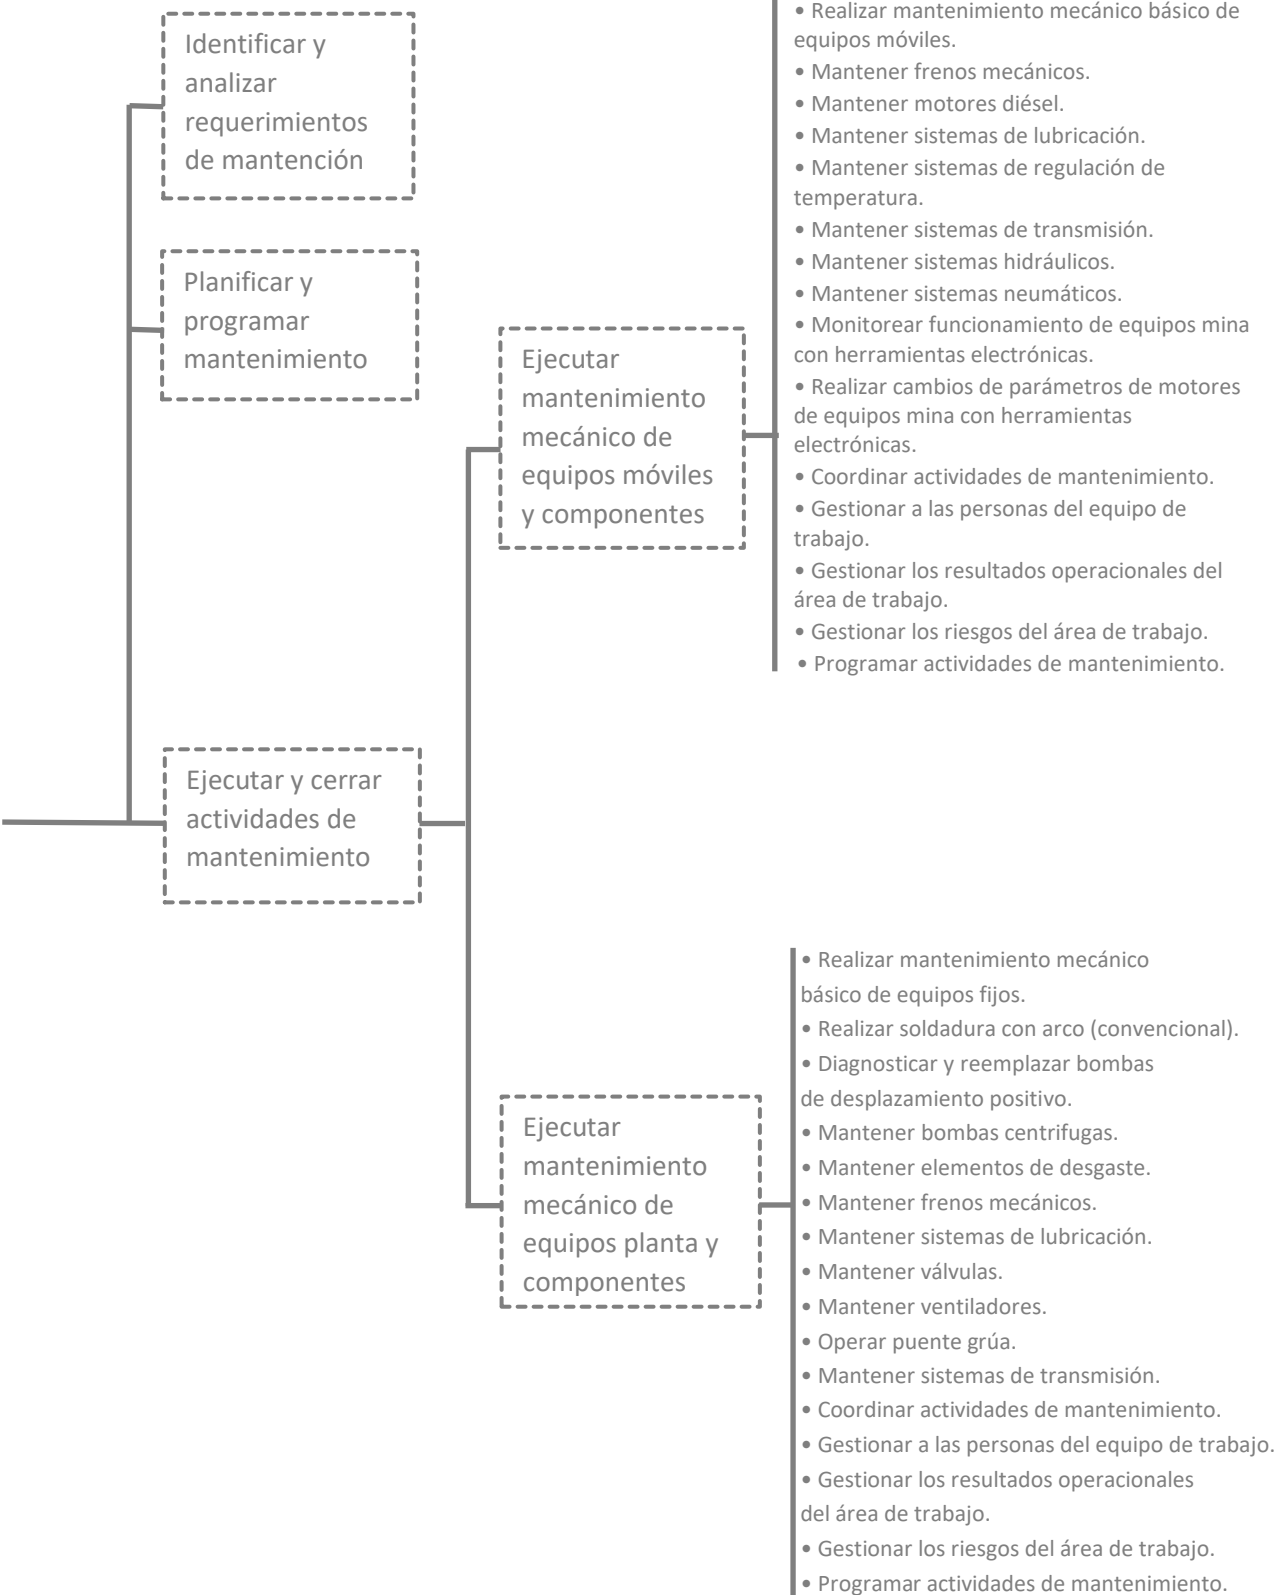 Identificar y
analizar
requerimientos
de mantención
Planificar y
programar
mantenimiento
Ejecutar y cerrar
actividades de
mantenimiento
Ejecutar
mantenimiento
mecánico de
equipos móviles
y componentes
• Realizar mantenimiento mecánico básico de
equipos móviles.
• Mantener frenos mecánicos.
• Mantener motores diésel.
• Mantener sistemas de lubricación.
• Mantener sistemas de regulación de
temperatura.
• Mantener sistemas de transmisión.
• Mantener sistemas hidráulicos.
• Mantener sistemas neumáticos.
• Monitorear funcionamiento de equipos mina
con herramientas electrónicas.
• Realizar cambios de parámetros de motores
de equipos mina con herramientas
electrónicas.
• Coordinar actividades de mantenimiento.
• Gestionar a las personas del equipo de
trabajo.
• Gestionar los resultados operacionales del
área de trabajo.
• Gestionar los riesgos del área de trabajo.
• Programar actividades de mantenimiento.
Ejecutar
mantenimiento
mecánico de
equipos planta y
componentes
• Realizar mantenimiento mecánico
básico de equipos fijos.
• Realizar soldadura con arco (convencional).
• Diagnosticar y reemplazar bombas
de desplazamiento positivo.
• Mantener bombas centrifugas.
• Mantener elementos de desgaste.
• Mantener frenos mecánicos.
• Mantener sistemas de lubricación.
• Mantener válvulas.
• Mantener ventiladores.
• Operar puente grúa.
• Mantener sistemas de transmisión.
• Coordinar actividades de mantenimiento.
• Gestionar a las personas del equipo de trabajo.
• Gestionar los resultados operacionales
del área de trabajo.
• Gestionar los riesgos del área de trabajo.
• Programar actividades de mantenimiento.